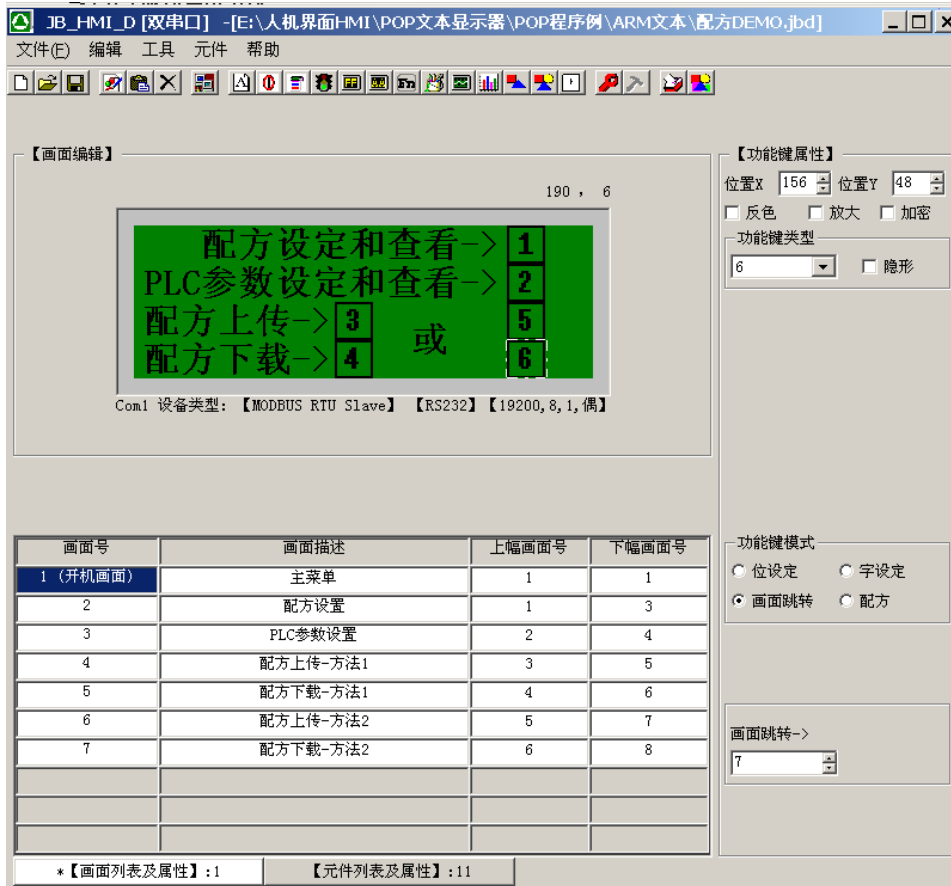 JB_HMI_D [双串口] -[E:\人机界面HMI\POP文本显示器\POP程序例\ARM文本\配方DEMO.jbd]
文件(F) 编辑 工具 元件 帮助
【画面编辑】
190 , 6
配方设定和查看-> 1
PLC参数设定和查看-> 2
配方上传-> 3 或 5
配方下载-> 4 6
Com1 设备类型: 【MODBUS RTU Slave】 【RS232】【19200,8,1,偶】
【功能键属性】
位置X 156 位置Y 48
反色 放大 加密
功能键类型
6 隐形
功能键模式
位设定 字设定
画面跳转 配方
画面跳转->
7
画面号 画面描述 上幅画面号 下幅画面号
1 (开机画面) 主菜单 1 1
2 配方设置 1 3
3 PLC参数设置 2 4
4 配方上传-方法1 3 5
5 配方下载-方法1 4 6
6 配方上传-方法2 5 7
7 配方下载-方法2 6 8
*【画面列表及属性】:1 【元件列表及属性】:11